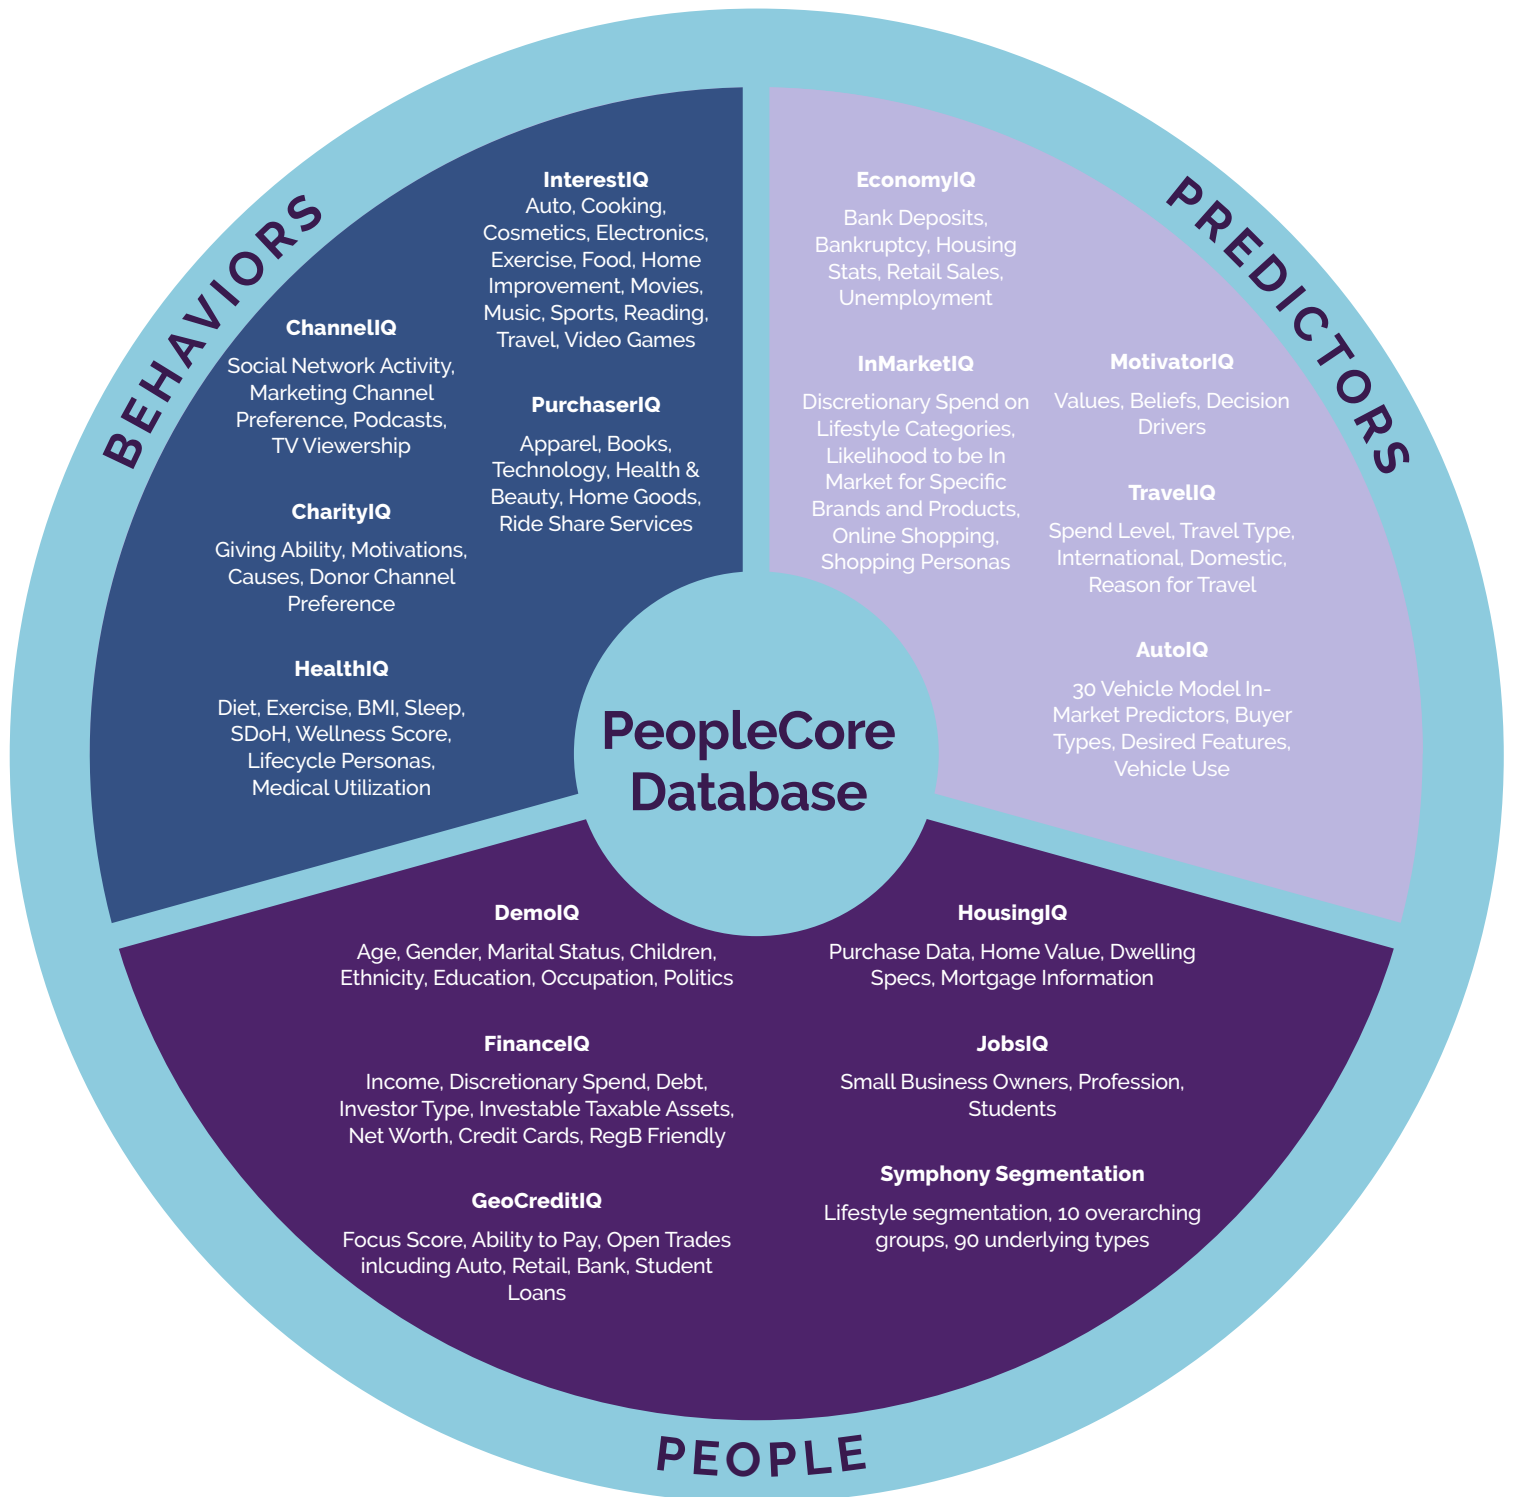 BEHAVIORS
InterestIQ
Auto, Cooking,
Cosmetics, Electronics,
Exercise, Food, Home
Improvement, Movies,
Music, Sports, Reading,
Travel, Video Games
ChannelIQ
Social Network Activity,
Marketing Channel
Preference, Podcasts,
TV Viewership
PurchaserIQ
Apparel, Books,
Technology, Health &
Beauty, Home Goods,
Ride Share Services
CharityIQ
Giving Ability, Motivations,
Causes, Donor Channel
Preference
HealthIQ
Diet, Exercise, BMI, Sleep,
SDoH, Wellness Score,
Lifecycle Personas,
Medical Utilization
PREDICTORS
EconomyIQ
Bank Deposits,
Bankruptcy, Housing
Stats, Retail Sales,
Unemployment
InMarketIQ
Discretionary Spend on
Lifestyle Categories,
Likelihood to be In
Market for Specific
Brands and Products,
Online Shopping,
Shopping Personas
MotivatorIQ
Values, Beliefs, Decision
Drivers
TravelIQ
Spend Level, Travel Type,
International, Domestic,
Reason for Travel
AutoIQ
30 Vehicle Model In-
Market Predictors, Buyer
Types, Desired Features,
Vehicle Use
PeopleCore
Database
DemoIQ
Age, Gender, Marital Status, Children,
Ethnicity, Education, Occupation, Politics
FinanceIQ
Income, Discretionary Spend, Debt,
Investor Type, Investable Taxable Assets,
Net Worth, Credit Cards, RegB Friendly
GeoCreditIQ
Focus Score, Ability to Pay, Open Trades
inlcuding Auto, Retail, Bank, Student
Loans
HousingIQ
Purchase Data, Home Value, Dwelling
Specs, Mortgage Information
JobsIQ
Small Business Owners, Profession,
Students
Symphony Segmentation
Lifestyle segmentation, 10 overarching
groups, 90 underlying types
PEOPLE